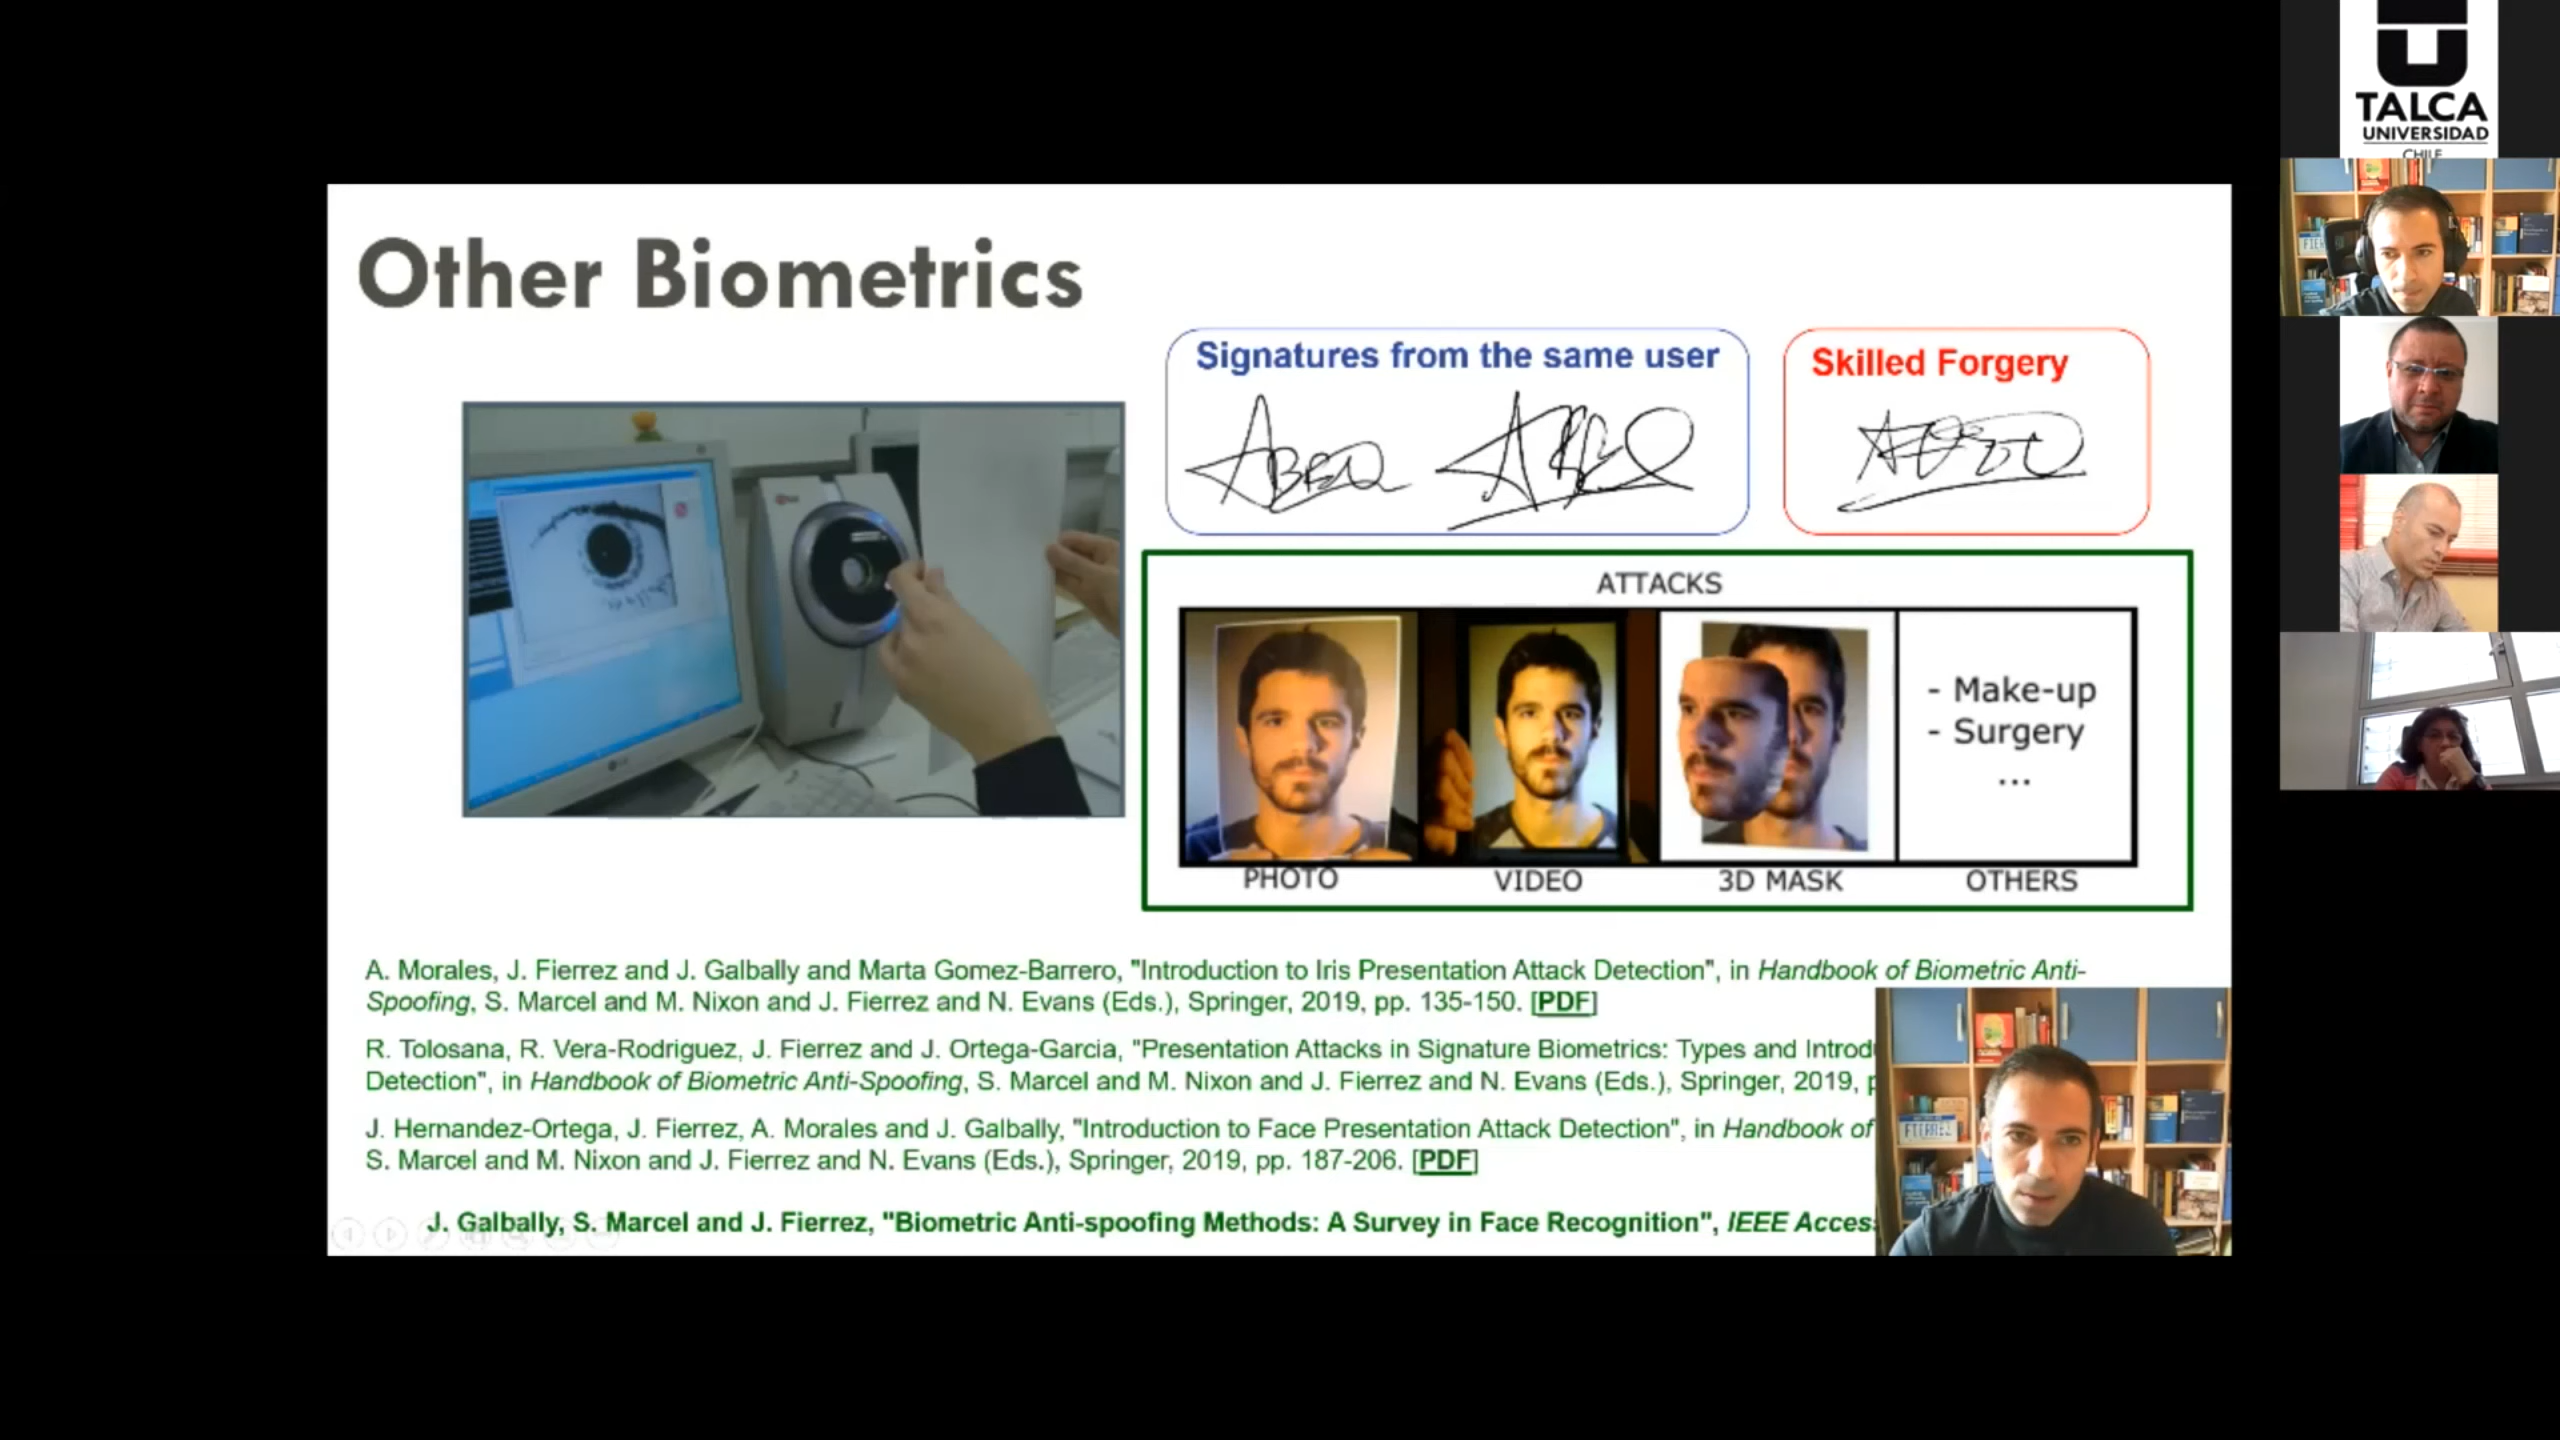 Other Biometrics
Signatures from the same user
Skilled Forgery
ATTACKS
- Make-up
- Surgery
...
PHOTO
VIDEO
3D MASK
OTHERS
A. Morales, J. Fierrez and J. Galbally and Marta Gomez-Barrero, "Introduction to Iris Presentation Attack Detection", in Handbook of Biometric Anti-
Spoofing, S. Marcel and M. Nixon and J. Fierrez and N. Evans (Eds.), Springer, 2019, pp. 135-150. [PDF]
R. Tolosana, R. Vera-Rodriguez, J. Fierrez and J. Ortega-Garcia, "Presentation Attacks in Signature Biometrics: Types and
Detection", in Handbook of Biometric Anti-Spoofing, S. Marcel and M. Nixon and J. Fierrez and N. Evans (Eds.), Springer, 2019,
J. Hernandez-Ortega, J. Fierrez, A. Morales and J. Galbally, "Introduction to Face Presentation Attack Detection", in Handbook of
S. Marcel and M. Nixon and J. Fierrez and N. Evans (Eds.), Springer, 2019, pp. 187-206. [PDF]
J. Galbally, S. Marcel and J. Fierrez, "Biometric Anti-spoofing Methods: A Survey in Face Recognition", IEEE
FIERREZ
TALCA
UNIVERSIDAD
CHILE